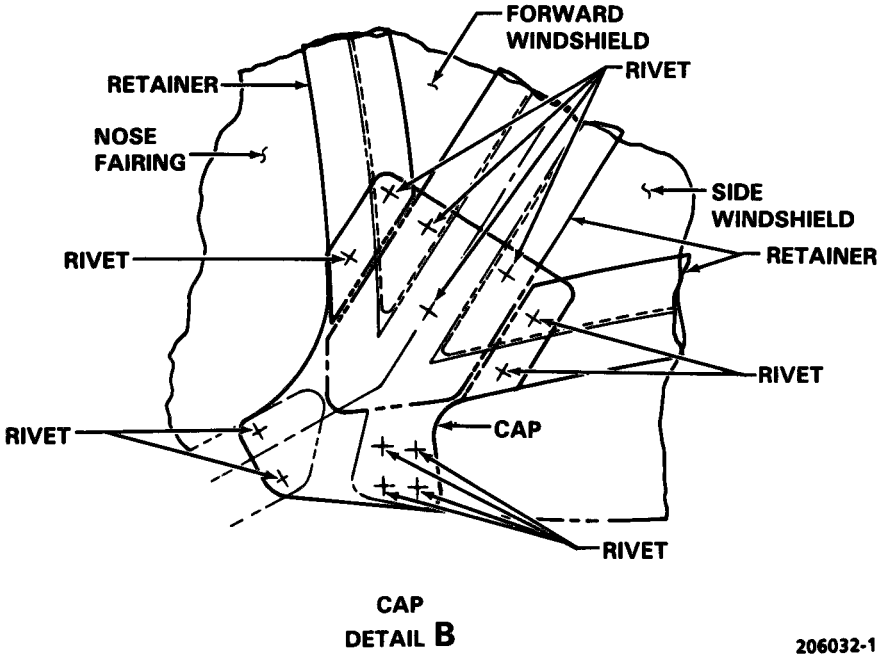 FORWARD
WINDSHIELD
RIVET
RETAINER
NOSE
FAIRING
SIDE
WINDSHIELD
RETAINER
RIVET
RIVET
RIVET
CAP
RIVET
CAP
DETAIL B
206032-1